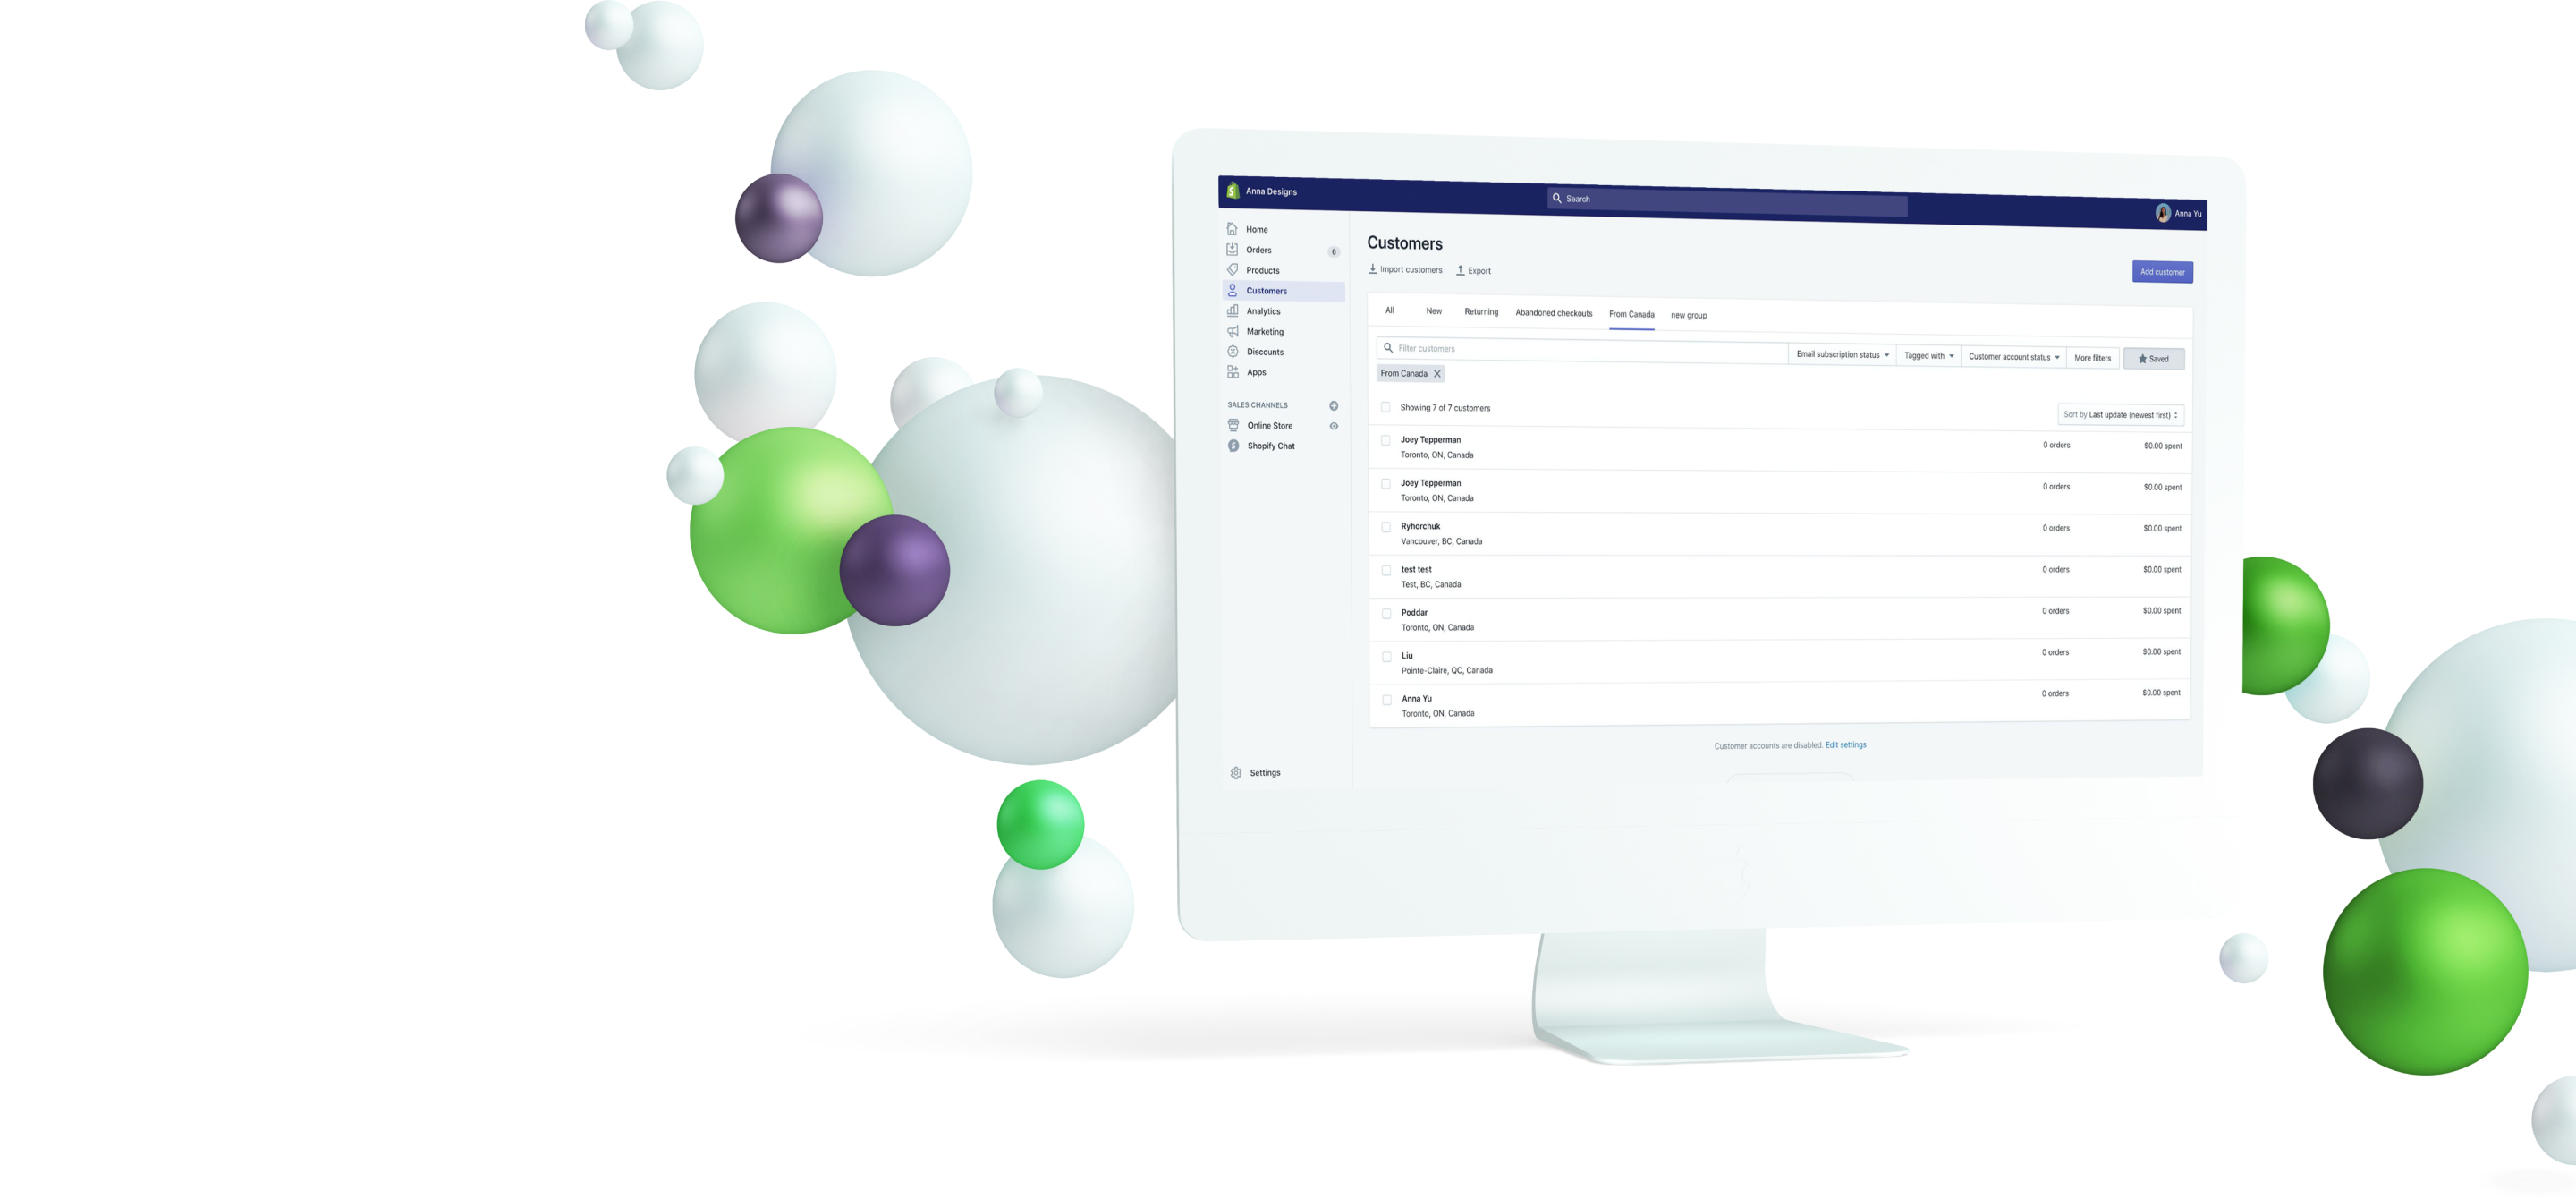 Anna Designs
Search
Anna Yu
Home
Orders 6
Products
Customers
Analytics
Marketing
Discounts
Apps
SALES CHANNELS
Online Store
Shopify Chat
Settings
Customers
Import customers Export
Add customer
All New Returning Abandoned checkouts From Canada new group
Filter customers Email subscription status Tagged with Customer account status More filters Saved
From Canada
Showing 7 of 7 customers Sort by Last update (newest first)
Joey Tepperman 0 orders $0.00 spent
Toronto, ON, Canada
Joey Tepperman 0 orders $0.00 spent
Toronto, ON, Canada
Ryhorchuk 0 orders $0.00 spent
Vancouver, BC, Canada
test test 0 orders $0.00 spent
Test, BC, Canada
Poddar 0 orders $0.00 spent
Toronto, ON, Canada
Liu 0 orders $0.00 spent
Pointe-Claire, QC, Canada
Anna Yu 0 orders $0.00 spent
Toronto, ON, Canada
Customer accounts are disabled. Edit settings